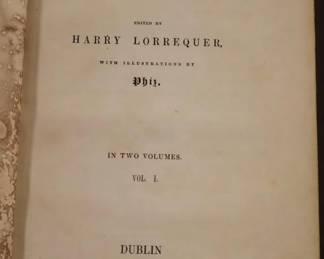 EDITED BY
HARRY LORREQUER,
WITH ILLUSTRATIONS BY
Phiz.
IN TWO VOLUMES.
VOL. I.
DUBLIN